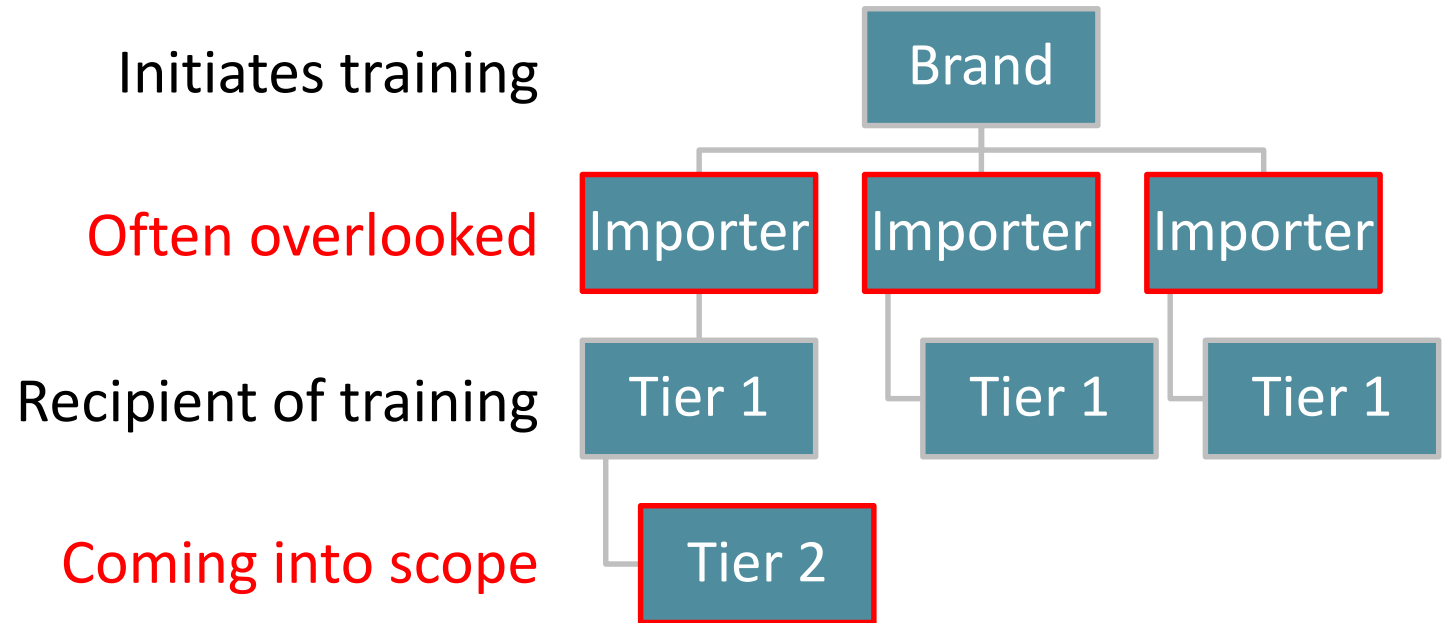 Initiates training
Brand
Often overlooked
Importer
Importer
Importer
Recipient of training
Tier 1
Tier 1
Tier 1
Coming into scope
Tier 2